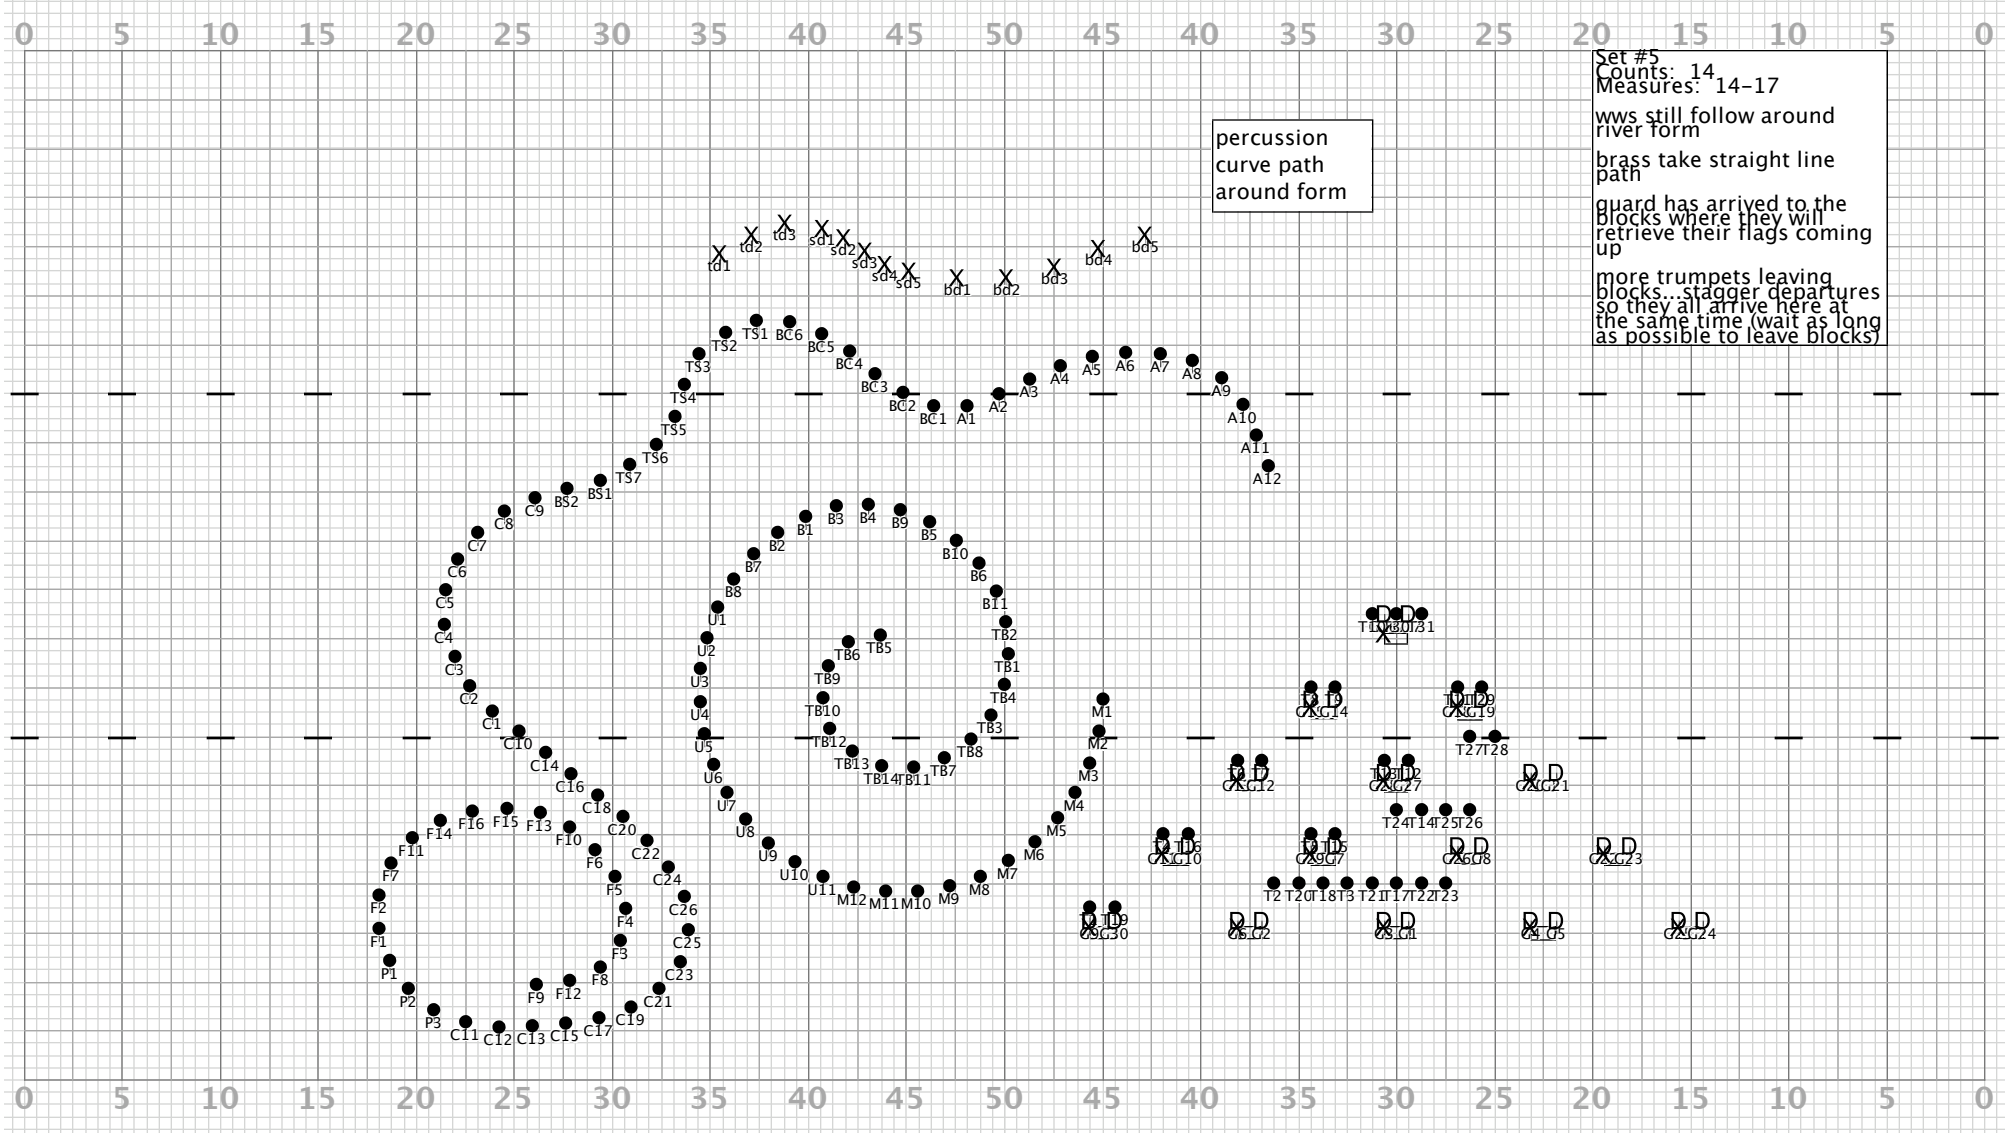 0 5 10 15 20 25 30 35 40 45 50 45 40 35 30 25 20 15 10 5 0
Set #5
Counts: 14
Measures: 14-17
wws still follow around
river form
brass take straight line
path
guard has arrived to the
blocks where they will
retrieve their flags coming
up
more trumpets leaving
blocks...stagger departures
so they all arrive here at
the same time (wait as long
as possible to leave blocks)
percussion
curve path
around form
X X X X X X X X X X X X X
td1 td2 td3 sd1 sd2 sd3 sd4 sd5 bd1 bd2 bd3 bd4 bd5
TS3 TS2 TS1 BC6 BC5 BC4 BC3 BC2 BC1 A1 A2 A3 A4 A5 A6 A7 A8 A9 A10 A11 A12
TS4
TS5
TS6
TS7
BS1
BS2
C9
C8
C7
C6
C5
C4
C3
C2
C1
C10
C14
C16
C18
C20
C22
C24
C26
C25
C23
C21
C19
C17
C15
C13
C12
C11
P3
P2
P1
F1
F2
F7
F11
F14
F16
F15
F13
F10
F6
F5
F4
F3
F8
F12
F9
B4
B3
B1
B2
B7
B8
U1
U2
U3
U4
U5
U6
U7
U8
U9
U10
U11
M12
M11
M10
M9
M8
M7
M6
M5
M4
M3
M2
M1
B9
B5
B10
B6
B11
TB2
TB1
TB4
TB3
TB8
TB7
TB11
TB14
TB13
TB12
TB10
TB9
TB6
TB5
T31
G14
G19
T27 T28
G12 G27 G21
T24 T14 T25 T26
G10 G7 G23
T2 T20 T18 T3 T21 T17 T22 T23
G30 G2 G1 G5 G24
0 5 10 15 20 25 30 35 40 45 50 45 40 35 30 25 20 15 10 5 0